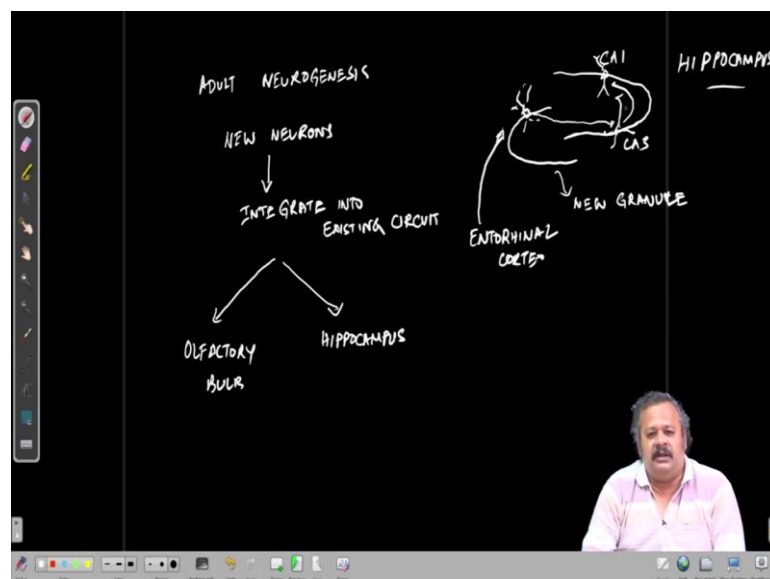 ADULT NEUROGENESIS
NEW NEURONS
INTEGRATE INTO
EXISTING CIRCUIT
OLFACTORY
BULB
HIPPOCAMPUS
CA1
CA3
NEW GRANULE
ENTORHINAL
CORTEX
HIPPOCAMPUS